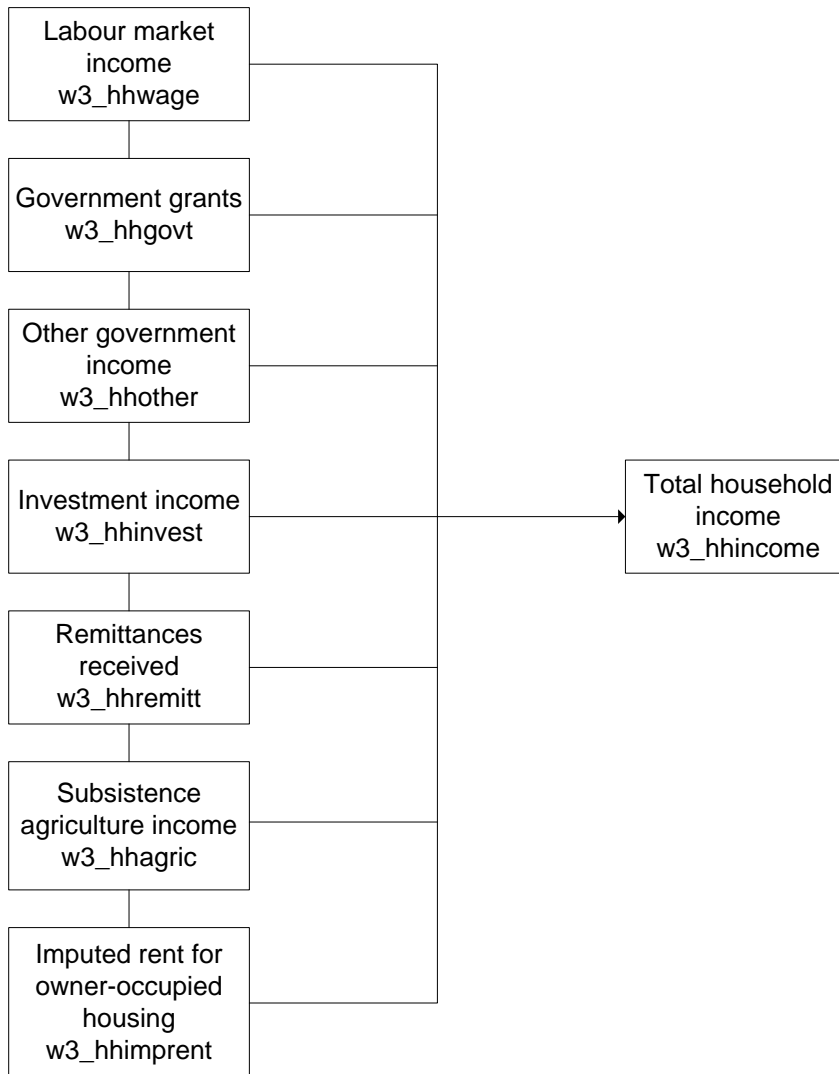 Labour market
income
w3_hhwage
Government grants
w3_hhgovt
Other government
income
w3_hhother
Investment income
w3_hhinvest
Remittances
received
w3_hhremitt
Subsistence
agriculture income
w3_hhagric
Imputed rent for
owner-occupied
housing
w3_hhimprent
Total household
income
w3_hhincome